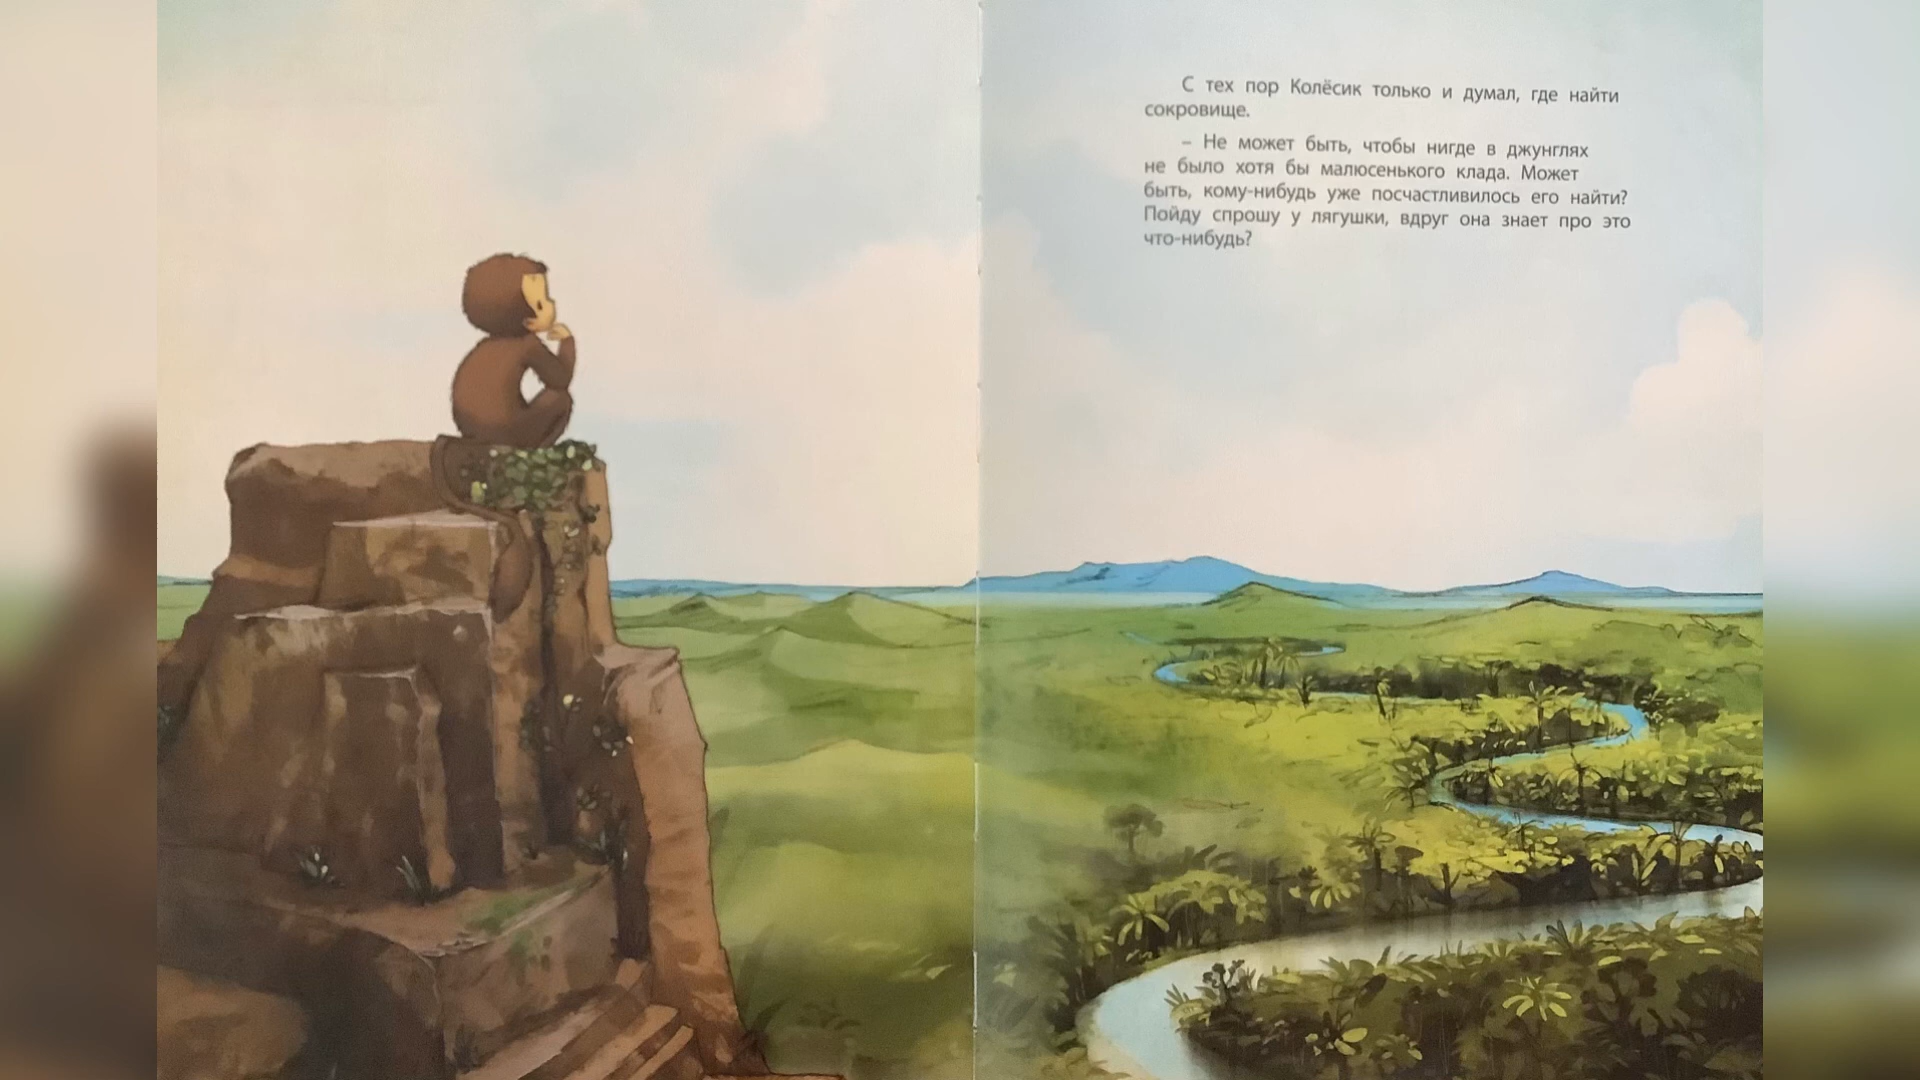 С тех пор Колёсик только и думал, где найти
сокровище.
– Не может быть, чтобы нигде в джунглях
не было хотя бы малюсенького клада. Может
быть, кому-нибудь уже посчастливилось его найти?
Пойду спрошу у лягушки, вдруг она знает про это
что-нибудь?